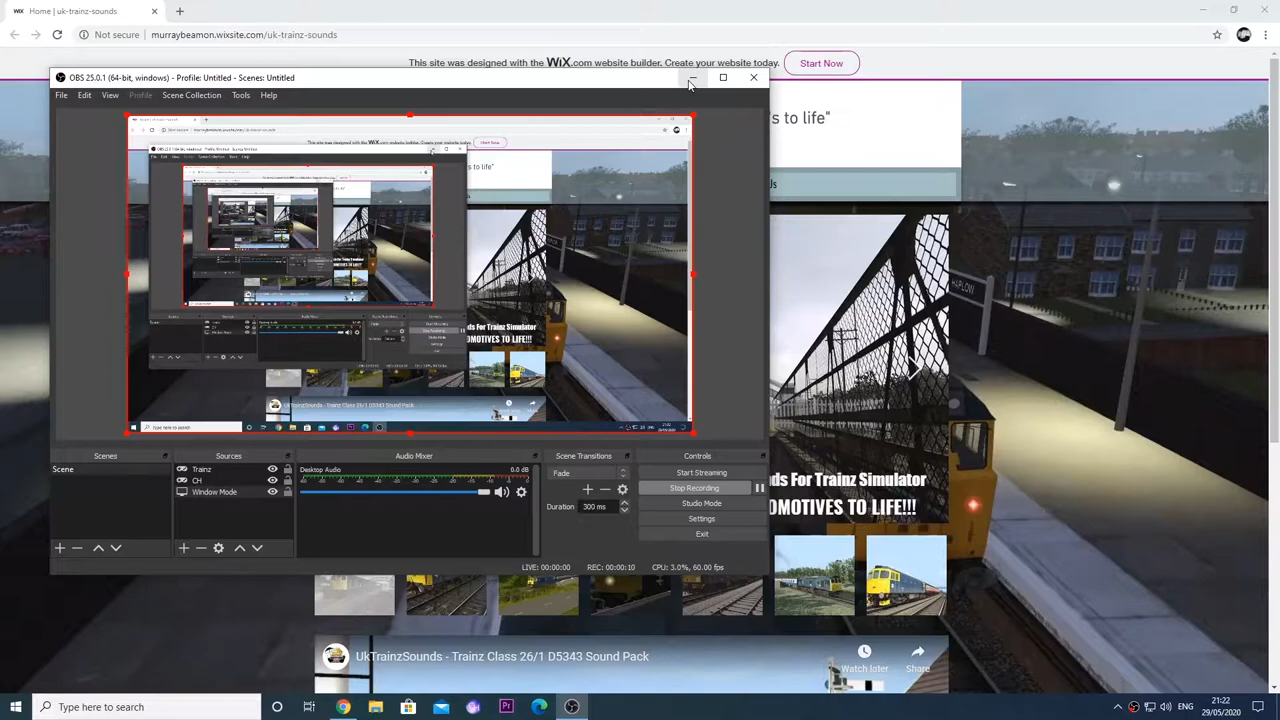 Home | uk-trainz-sounds
Not secure
murraybeamon.wixsite.com/uk-trainz-sounds
This site was designed with the WiX.com website builder. Create your website today.
Start Now
OBS 25.0.1 (64-bit, windows) - Profile: Untitled - Scenes: Untitled
File Edit View Profile Scene Collection Tools Help
's to life"
Us
HARLOW
ds For Trainz Simulator
OMOTIVES TO LIFE!!!
Scenes
Sources
Audio Mixer
Scene Transitions
Controls
Scene
Trainz
CH
Window Mode
Desktop Audio
0.0 dB
Fade
Duration 300 ms
Start Streaming
Stop Recording
Studio Mode
Settings
Exit
LIVE: 00:00:00
REC: 00:00:10
CPU: 3.0%, 60.00 fps
UkTrainzSounds - Trainz Class 26/1 D5343 Sound Pack
Watch later
Share
Type here to search
ENG
21:22
29/05/2020